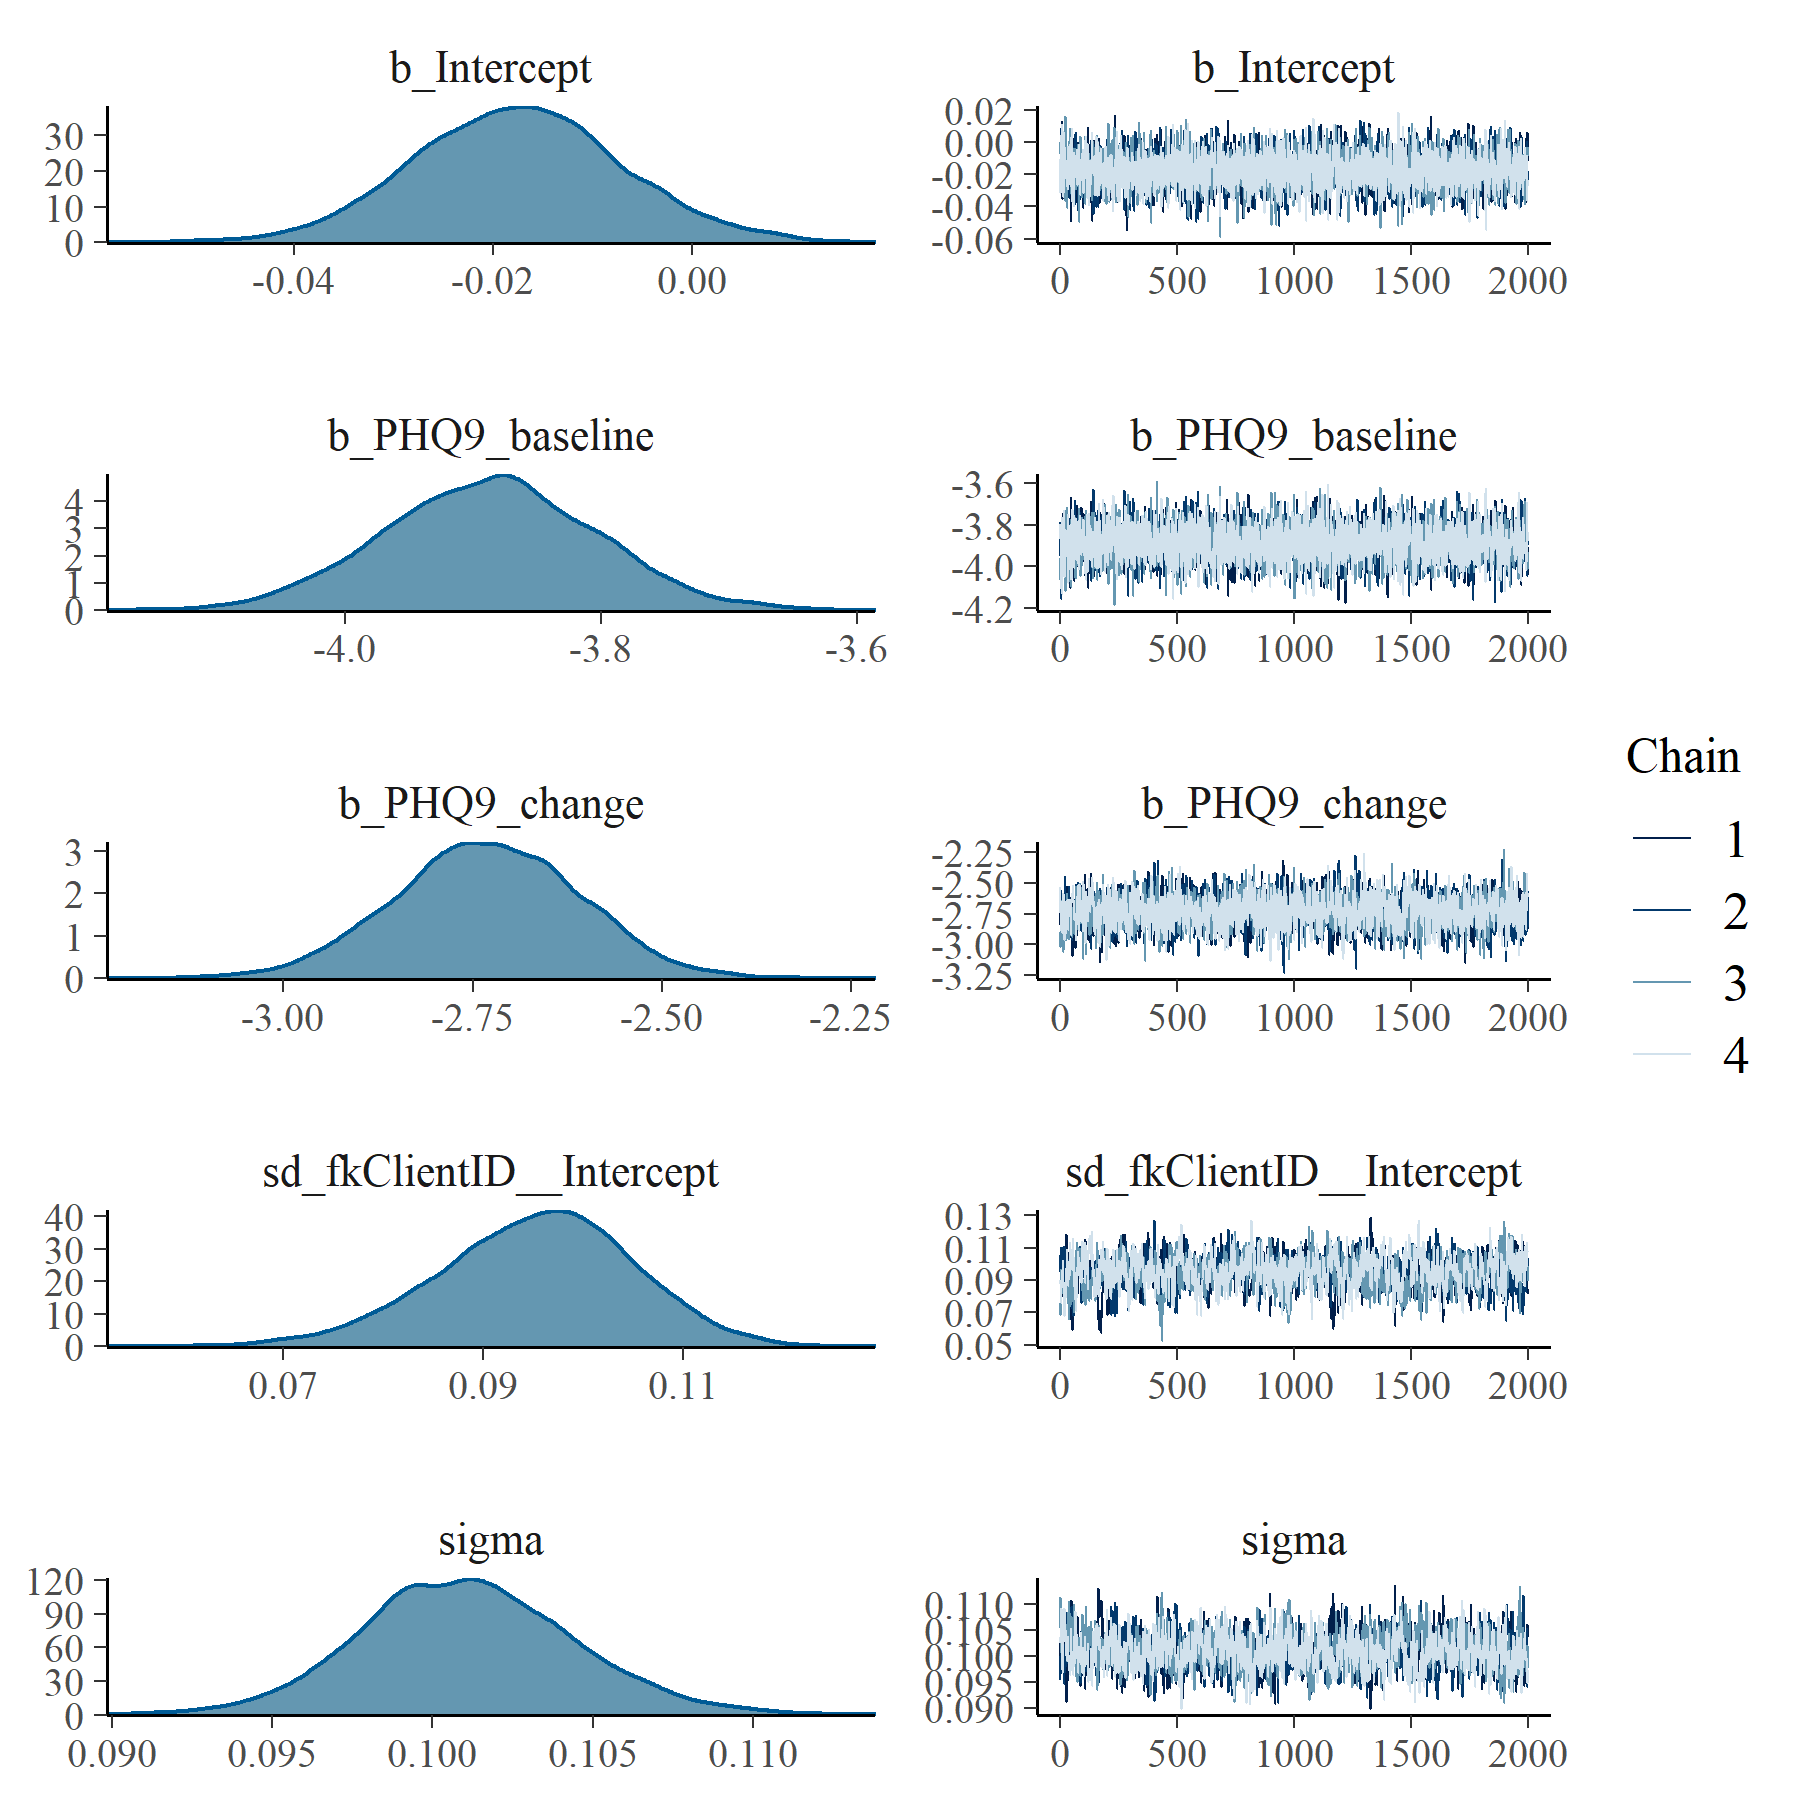 b_Intercept
30
20
10
0
-0.04 -0.02 0.00
b_Intercept
0.02
0.00
-0.02
-0.04
-0.06
0 500 1000 1500 2000
b_PHQ9_baseline
4
3
2
1
0
-4.0 -3.8 -3.6
b_PHQ9_baseline
-3.6
-3.8
-4.0
-4.2
0 500 1000 1500 2000
b_PHQ9_change
3
2
1
0
-3.00 -2.75 -2.50 -2.25
b_PHQ9_change
-2.25
-2.50
-2.75
-3.00
-3.25
0 500 1000 1500 2000
sd_fkClientID__Intercept
40
30
20
10
0
0.07 0.09 0.11
sd_fkClientID__Intercept
0.13
0.11
0.09
0.07
0.05
0 500 1000 1500 2000
sigma
120
90
60
30
0
0.090 0.095 0.100 0.105 0.110
sigma
0.110
0.105
0.100
0.095
0.090
0 500 1000 1500 2000
Chain
1
2
3
4